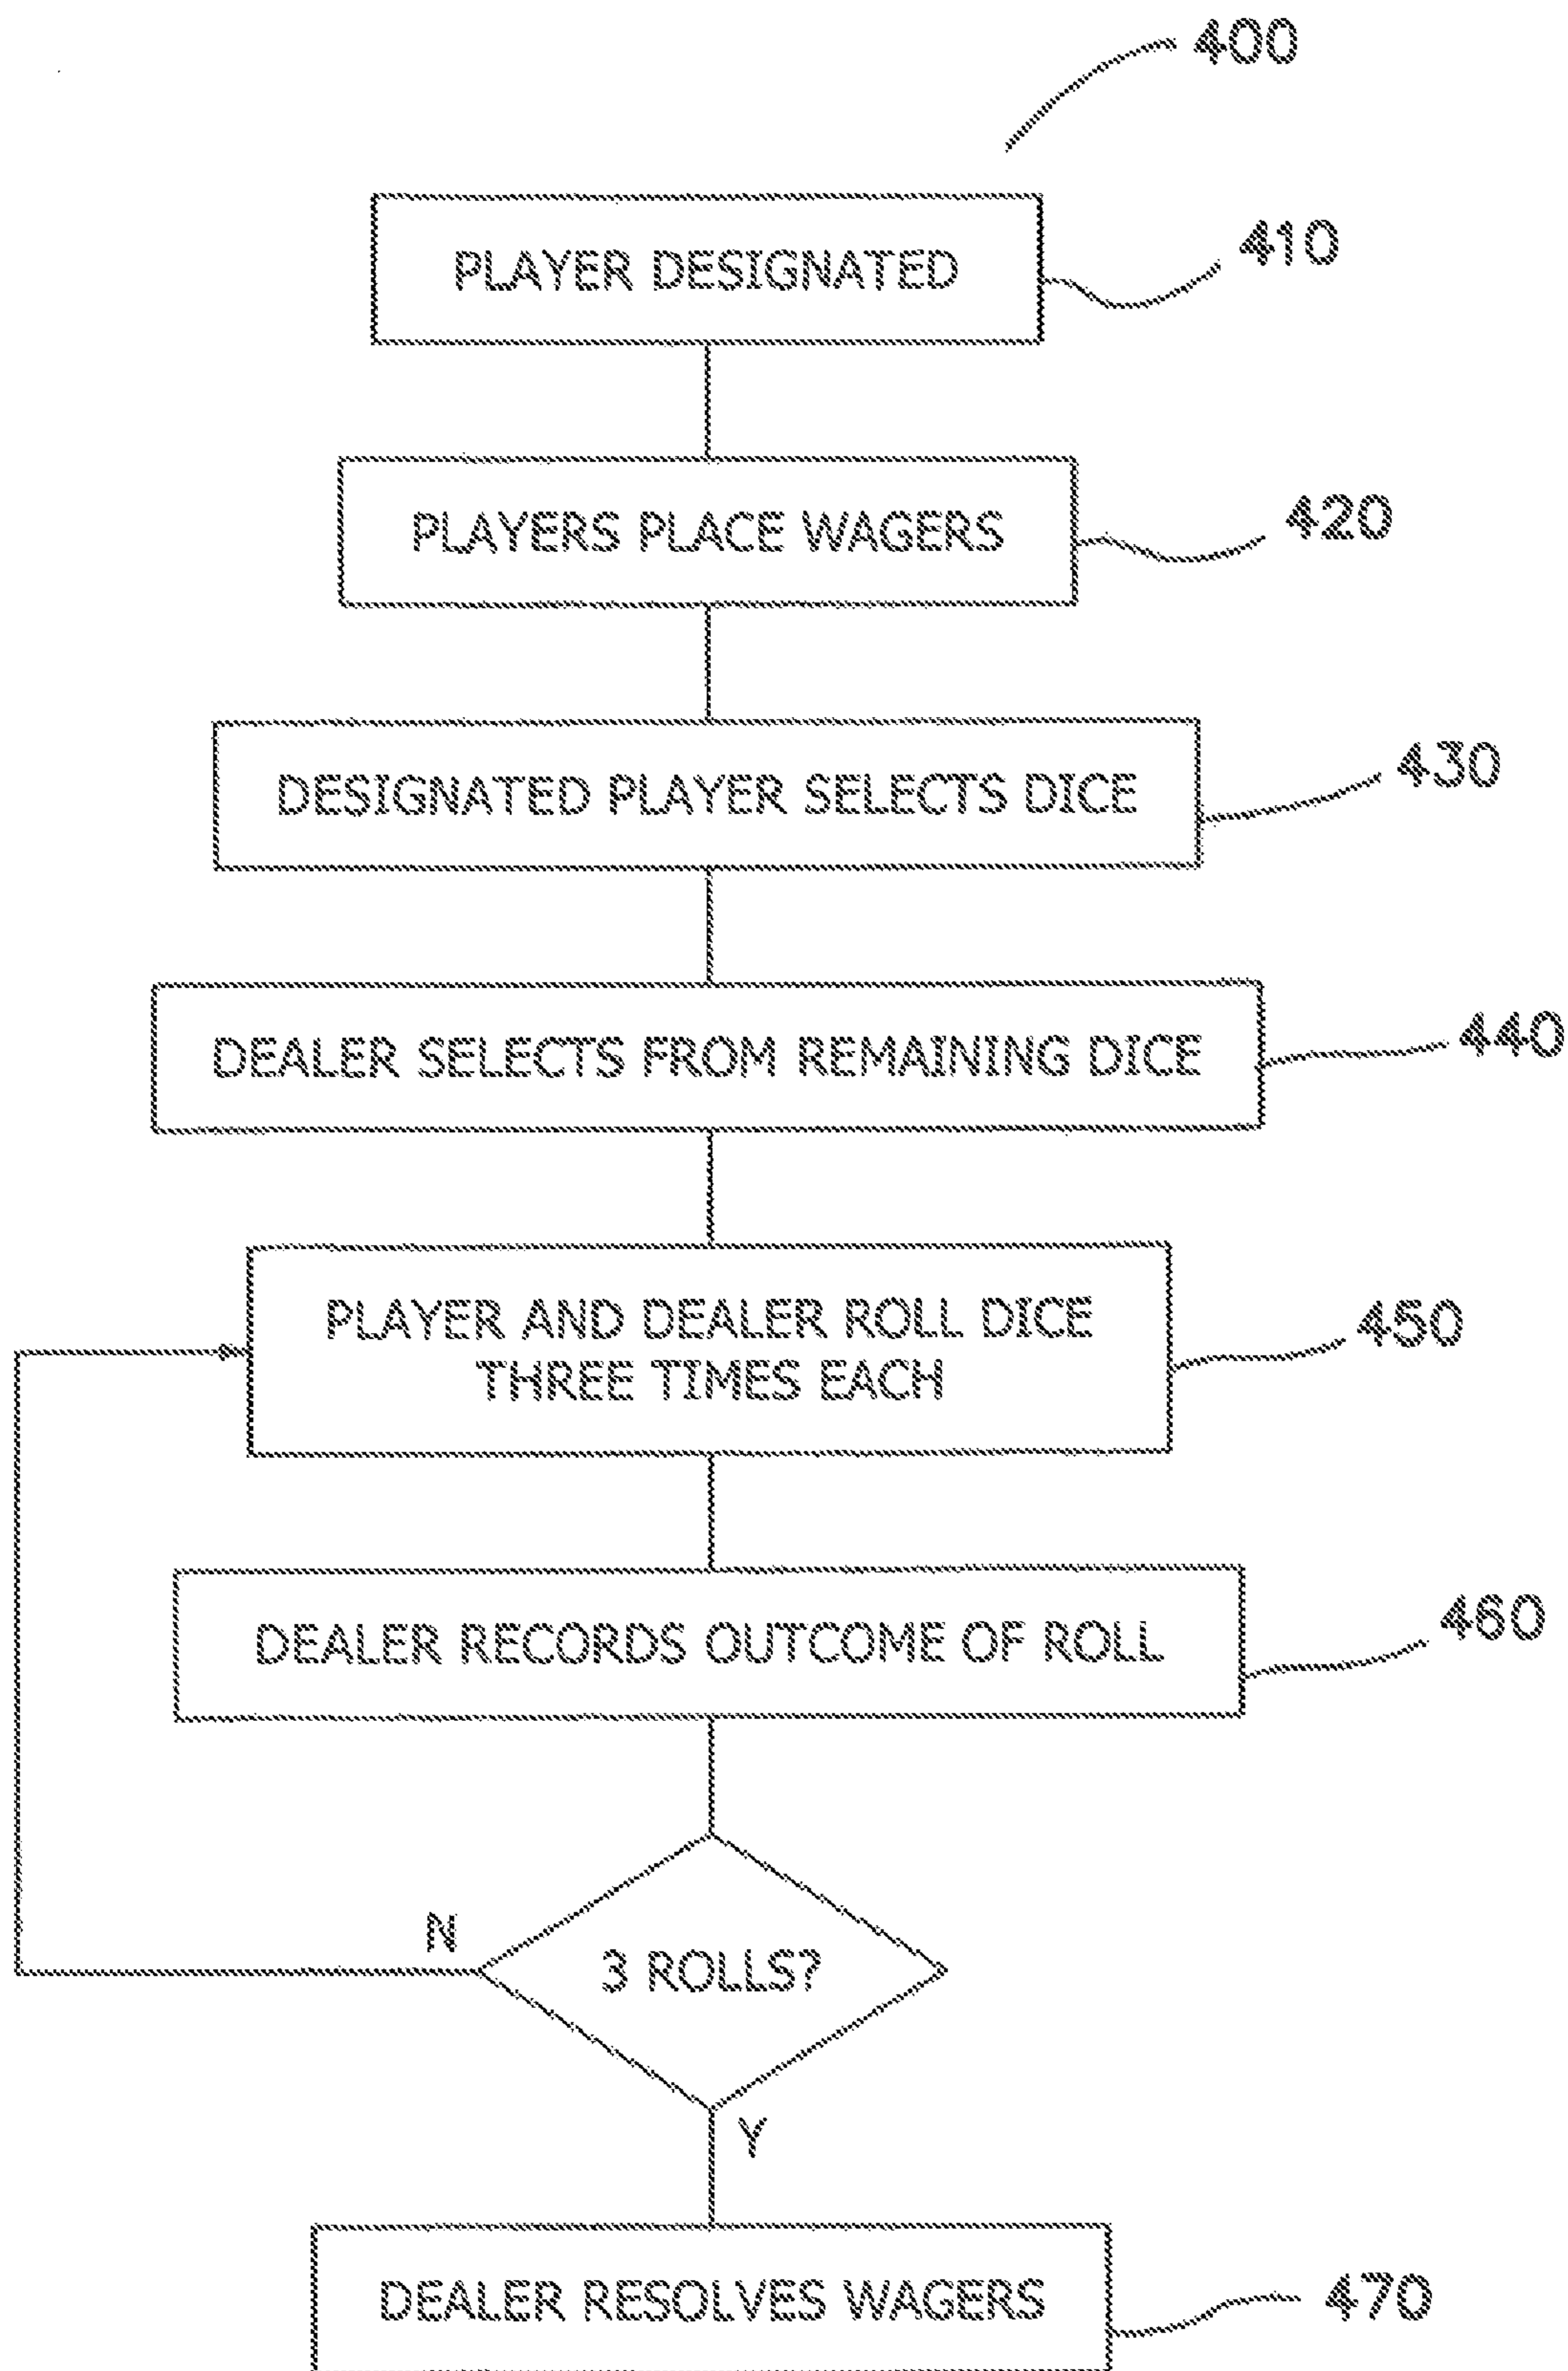 400
PLAYER DESIGNATED
410
PLAYERS PLACE WAGERS
420
DESIGNATED PLAYER SELECTS DICE
430
DEALER SELECTS FROM REMAINING DICE
440
PLAYER AND DEALER ROLL DICE
THREE TIMES EACH
450
DEALER RECORDS OUTCOME OF ROLL
460
N
3 ROLLS?
Y
DEALER RESOLVES WAGERS
470